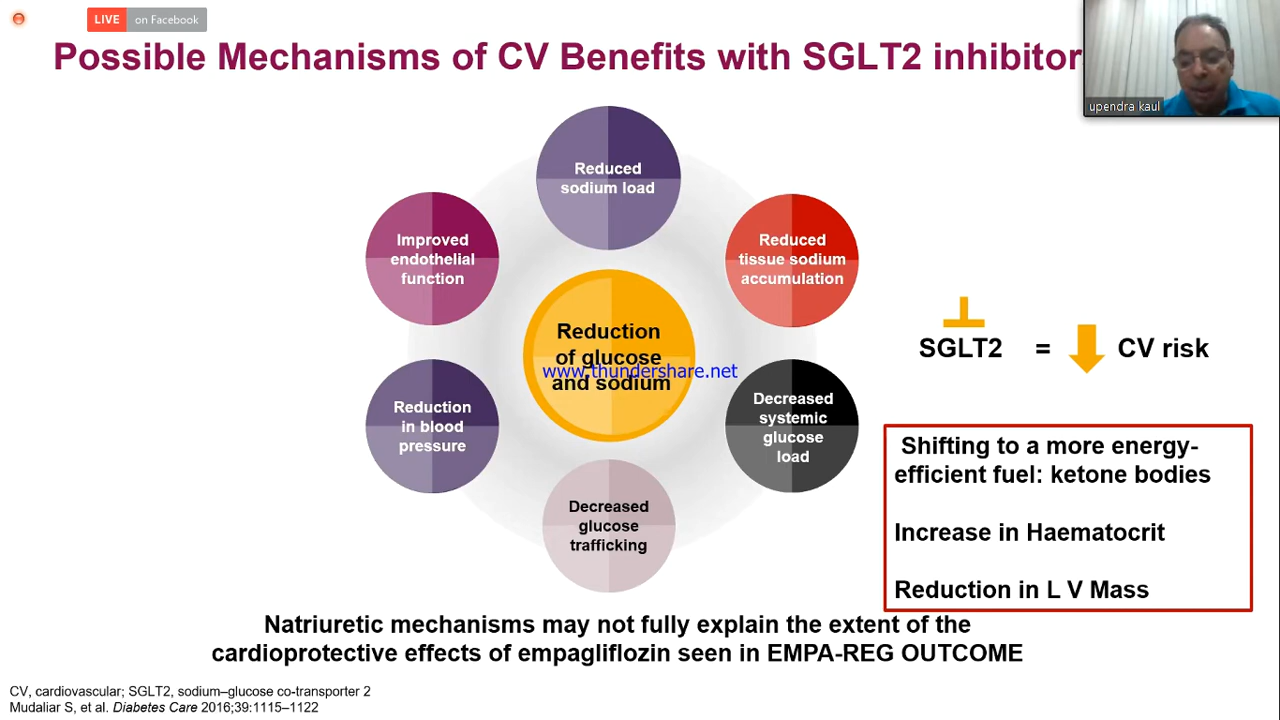 LIVE on Facebook
Possible Mechanisms of CV Benefits with SGLT2 inhibitor
upendra kaul
Reduced
sodium load
Improved
endothelial
function
Reduced
tissue sodium
accumulation
Reduction
of glucose
and sodium
www.thundershare.net
SGLT2 = CV risk
Reduction
in blood
pressure
Decreased
systemic
glucose
load
Decreased
glucose
trafficking
Shifting to a more energy-
efficient fuel: ketone bodies
Increase in Haematocrit
Reduction in L V Mass
Natriuretic mechanisms may not fully explain the extent of the
cardioprotective effects of empagliflozin seen in EMPA-REG OUTCOME
CV, cardiovascular; SGLT2, sodium–glucose co-transporter 2
Mudaliar S, et al. Diabetes Care 2016;39:1115–1122